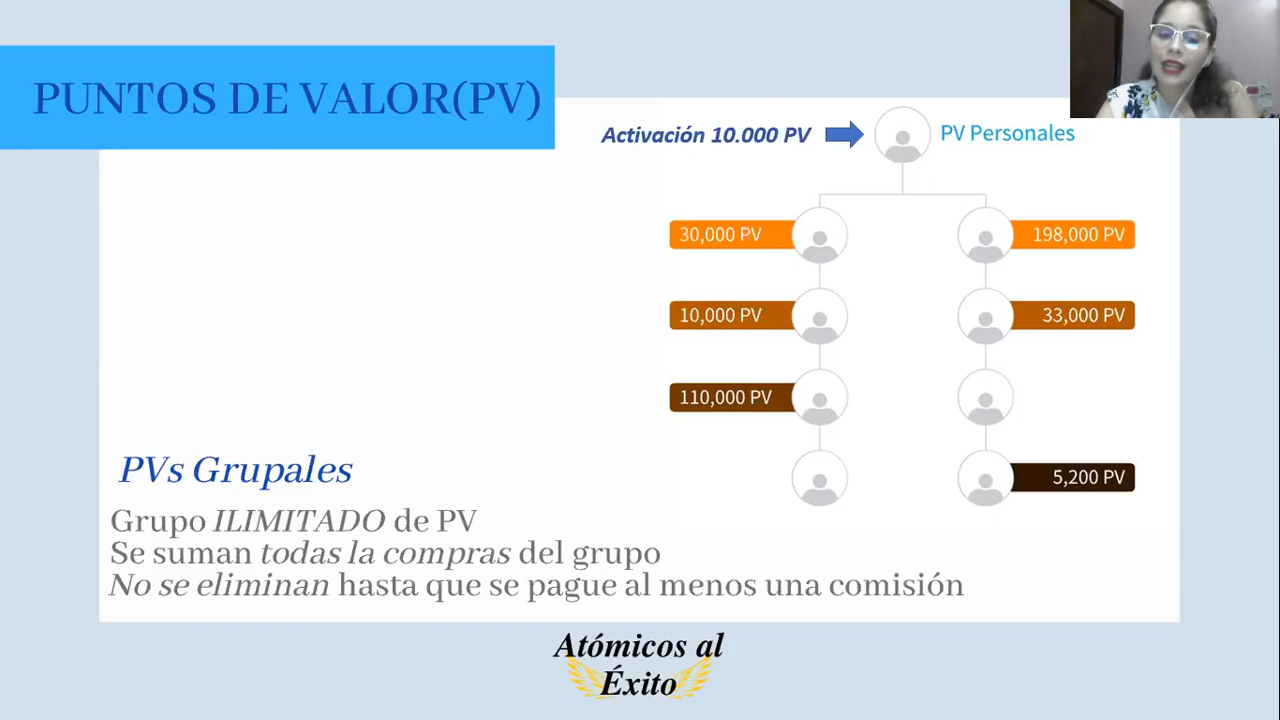 PUNTOS DE VALOR(PV)
Activación 10.000 PV
PV Personales
30,000 PV
198,000 PV
10,000 PV
33,000 PV
110,000 PV
5,200 PV
PVs Grupales
Grupo ILIMITADO de PV
Se suman todas la compras del grupo
No se eliminan hasta que se pague al menos una comisión
Atómicos al
Éxito